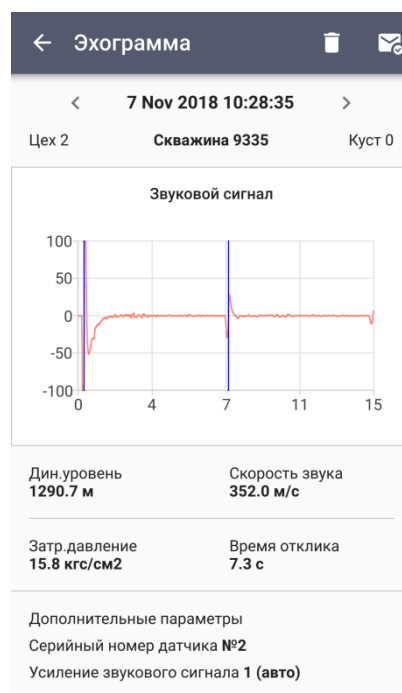 Эхограмма
7 Nov 2018 10:28:35
Цех 2 Скважина 9335 Куст 0
Звуковой сигнал
100
50
0
-50
-100
0 4 7 11 15
Дин.уровень Скорость звука
1290.7 м 352.0 м/с
Затр.давление Время отклика
15.8 кгс/см2 7.3 с
Дополнительные параметры
Серийный номер датчика №2
Усиление звукового сигнала 1 (авто)